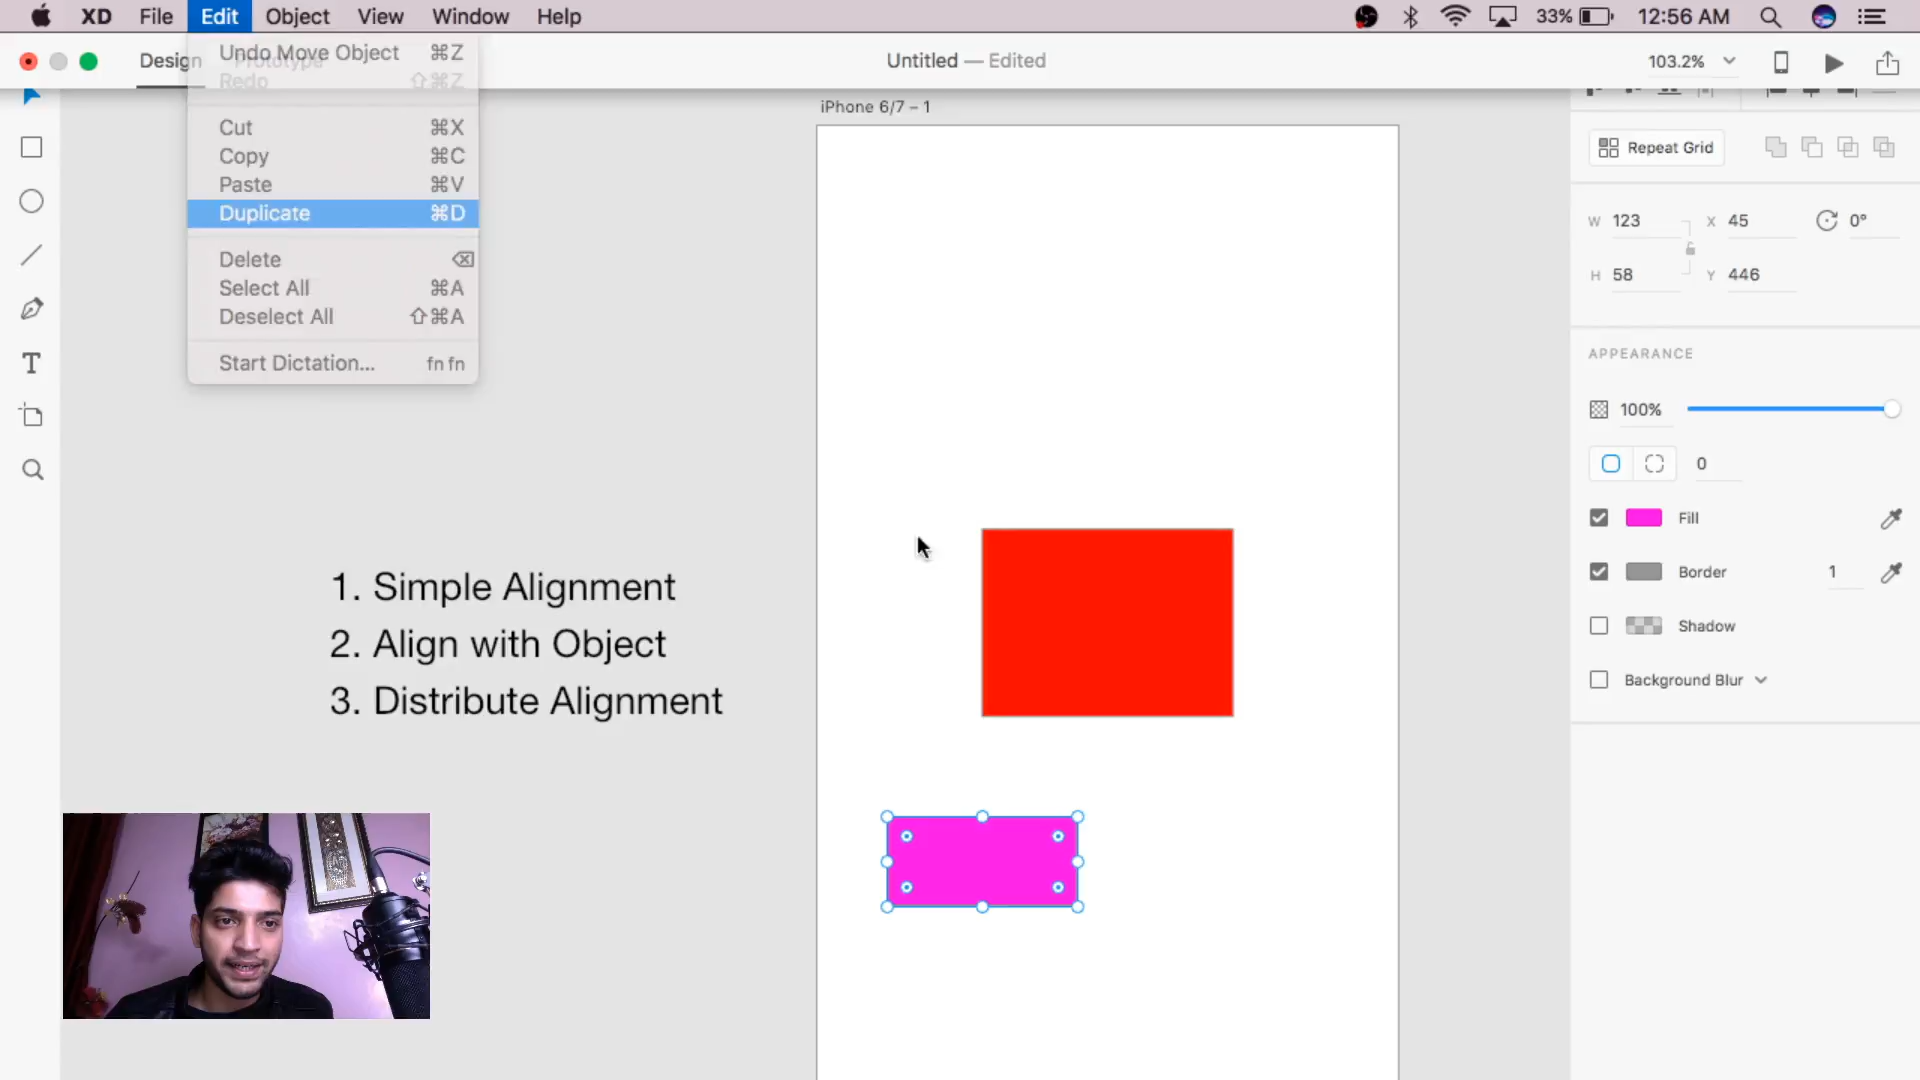 XD File Edit Object View Window Help 33% 12:56 AM
Design Prototype Untitled — Edited 103.2%
Undo Move Object ⌘Z
Redo ⇧⌘Z
Cut ⌘X
Copy ⌘C
Paste ⌘V
Duplicate ⌘D
Delete ⌫
Select All ⌘A
Deselect All ⇧⌘A
Start Dictation... fn fn
iPhone 6/7 – 1
1. Simple Alignment
2. Align with Object
3. Distribute Alignment
Repeat Grid
W 123 X 45 0°
H 58 Y 446
APPEARANCE
100%
0
Fill
Border 1
Shadow
Background Blur